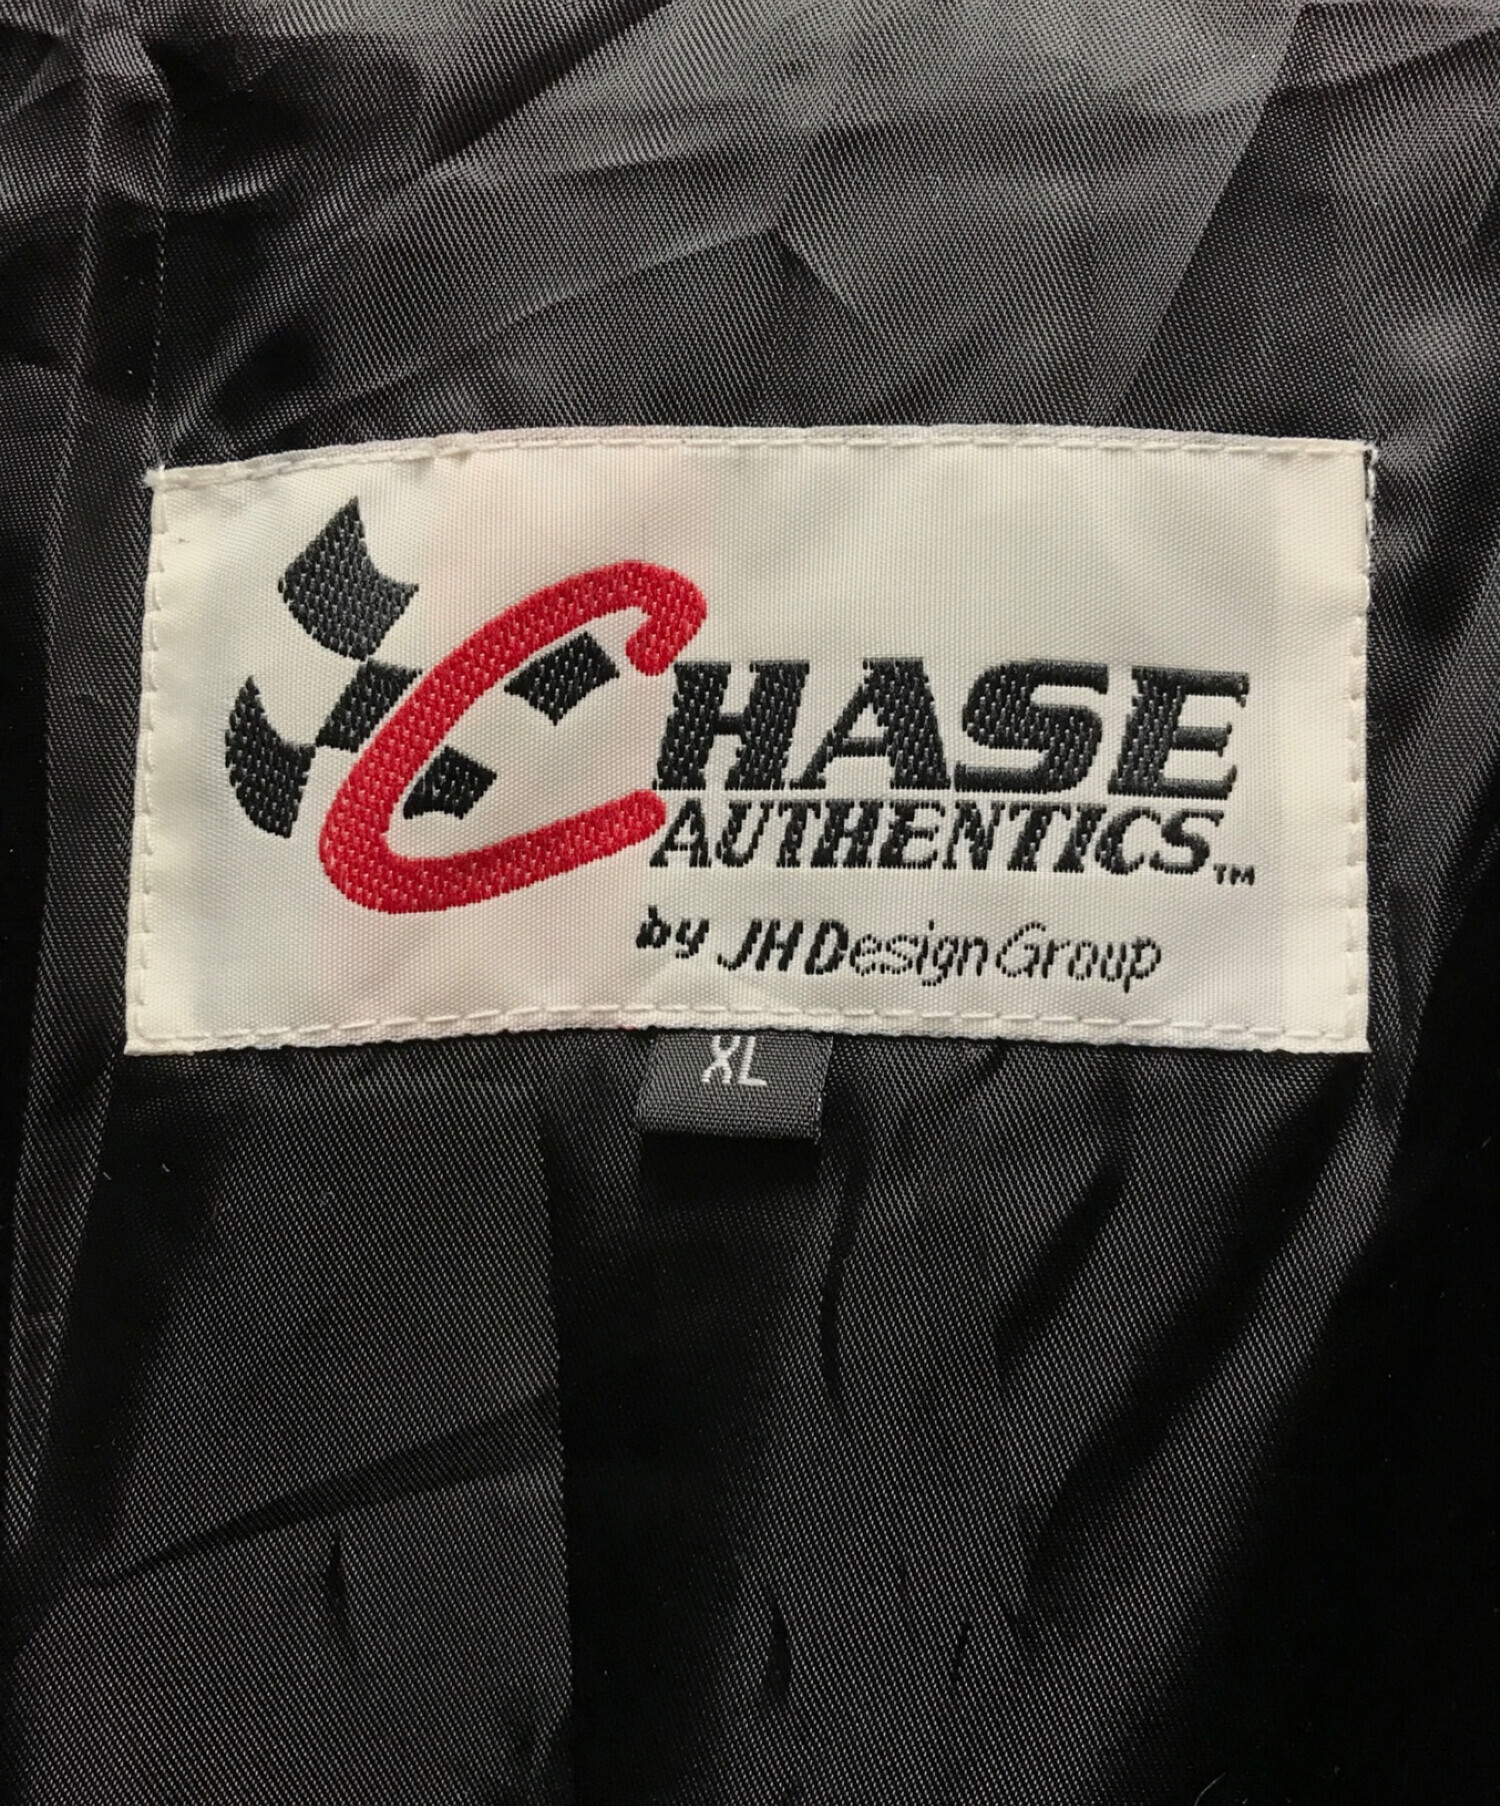 CHASE
AUTHENTICS™
by JH Design Group
XL